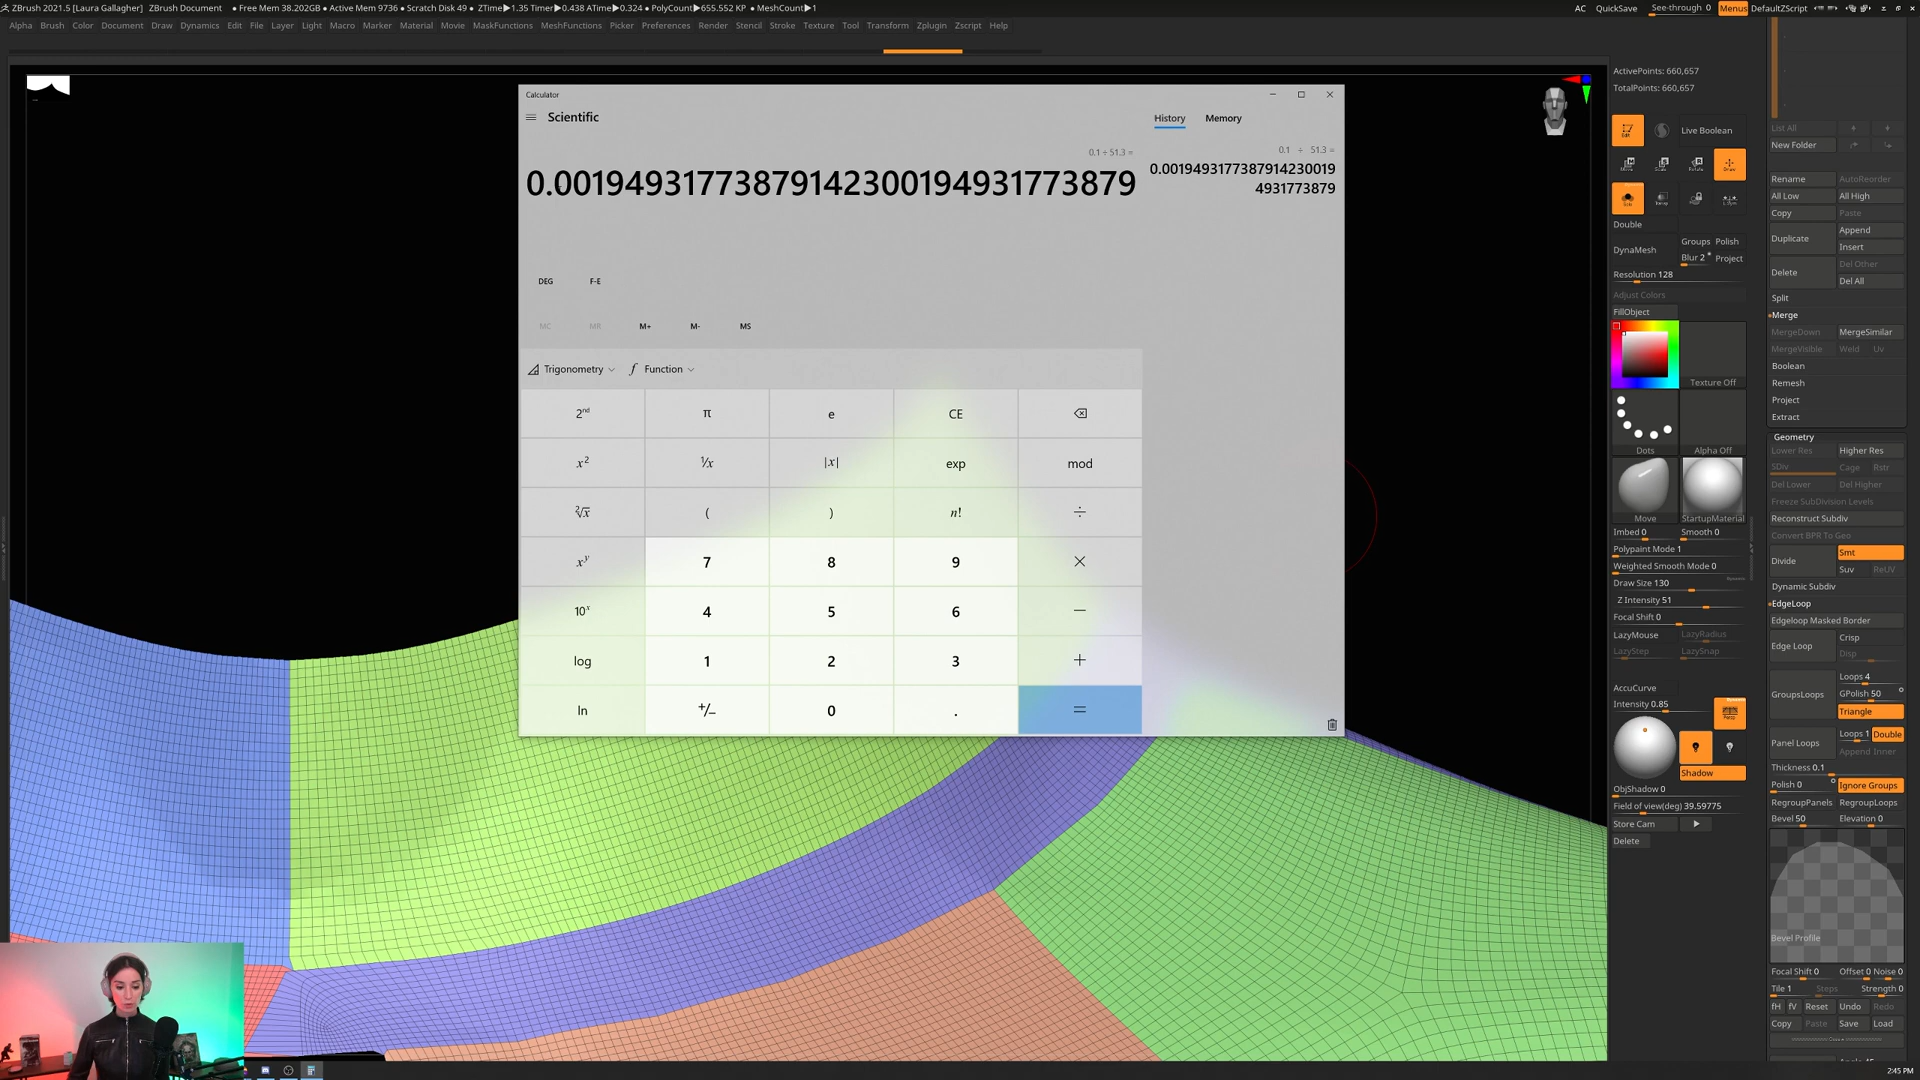 ZBrush 2021.5 [Laura Gallagher] ZBrush Document ● Free Mem 38.202GB ● Active Mem 9736 ● Scratch Disk 49 ● ZTime▶1.35 Timer▶0.438 ATime▶0.324 ● PolyCount▶655.552 KP ● MeshCount▶1 AC QuickSave See-through 0 Menus DefaultZScript
Alpha Brush Color Document Draw Dynamics Edit File Layer Light Macro Marker Material Movie MaskFunctions MeshFunctions Picker Preferences Render Stencil Stroke Texture Tool Transform Zplugin Zscript Help
Calculator
Scientific
History Memory
0.1 ÷ 51.3 =
0.0019493177387914230019493 1773879
0.1 ÷ 51.3 =
0.0019493177387914230019
4931773879
DEG F-E
MC MR M+ M- MS
Trigonometry f Function
2nd π e CE
x² ¹/x |x| exp mod
²√x ( ) n! ÷
xʸ 7 8 9 ×
10ˣ 4 5 6 −
log 1 2 3 +
ln +/− 0 . =
ActivePoints: 660,657
TotalPoints: 660,657
Edit
Live Boolean
Move Scale Rotate Draw
Double
DynaMesh
Groups Polish
Blur 2 Project
Resolution 128
Adjust Colors
FillObject
Texture Off
Dots Alpha Off
Move StartupMaterial
Imbed 0 Smooth 0
Polypaint Mode 1
Weighted Smooth Mode 0
Draw Size 130
Z Intensity 51
Focal Shift 0
LazyMouse LazyRadius
LazyStep LazySnap
AccuCurve
Intensity 0.85
Persp
Shadow
ObjShadow 0
Field of view(deg) 39.59775
Store Cam
Delete
List All
New Folder
Rename AutoReorder
All Low All High
Copy Paste
Duplicate
Append
Insert
Delete
Del Other
Del All
Split
Merge
MergeDown MergeSimilar
MergeVisible Weld Uv
Boolean
Remesh
Project
Extract
Geometry
Lower Res Higher Res
SDiv Cage Rstr
Del Lower Del Higher
Freeze SubDivision Levels
Reconstruct Subdiv
Convert BPR To Geo
Divide
Smt
Suv ReUV
Dynamic Subdiv
EdgeLoop
Edgeloop Masked Border
Edge Loop
Crisp
Disp
GroupsLoops
Loops 4
GPolish 50
Triangle
Panel Loops
Loops 1 Double
Append Inner
Thickness 0.1
Polish 0 Ignore Groups
RegroupPanels RegroupLoops
Bevel 50 Elevation 0
Bevel Profile
Focal Shift 0 Offset 0 Noise 0
Tile 1 Steps Strength 0
fH fV Reset Undo Redo
Copy Paste Save Load
2:45 PM